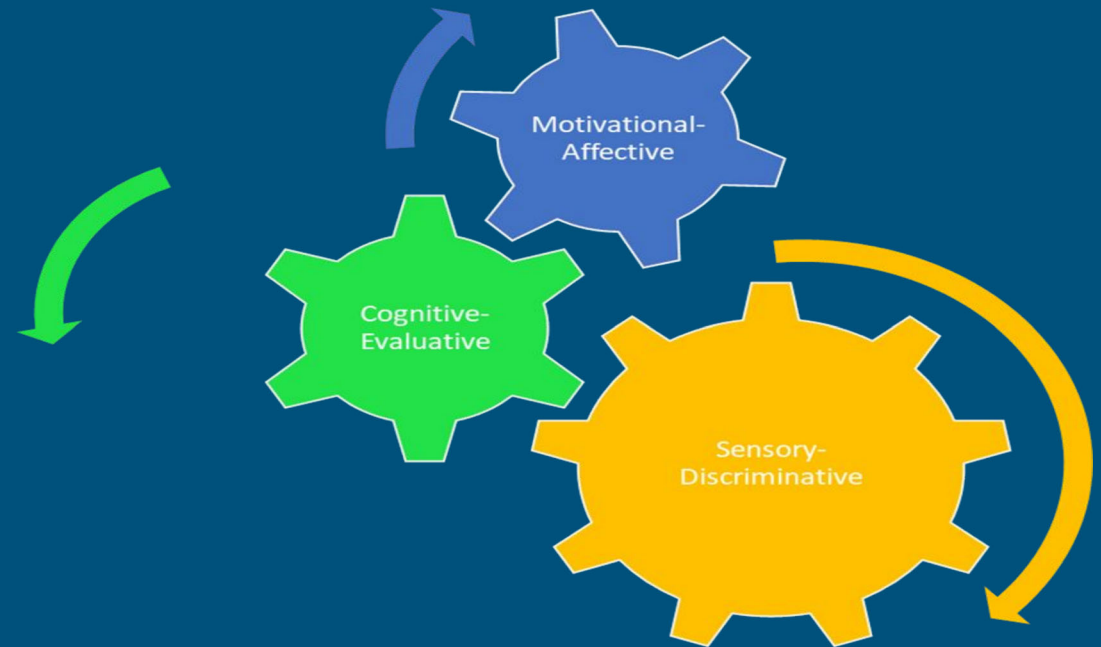 Motivational-
Affective
Cognitive-
Evaluative
Sensory-
Discriminative